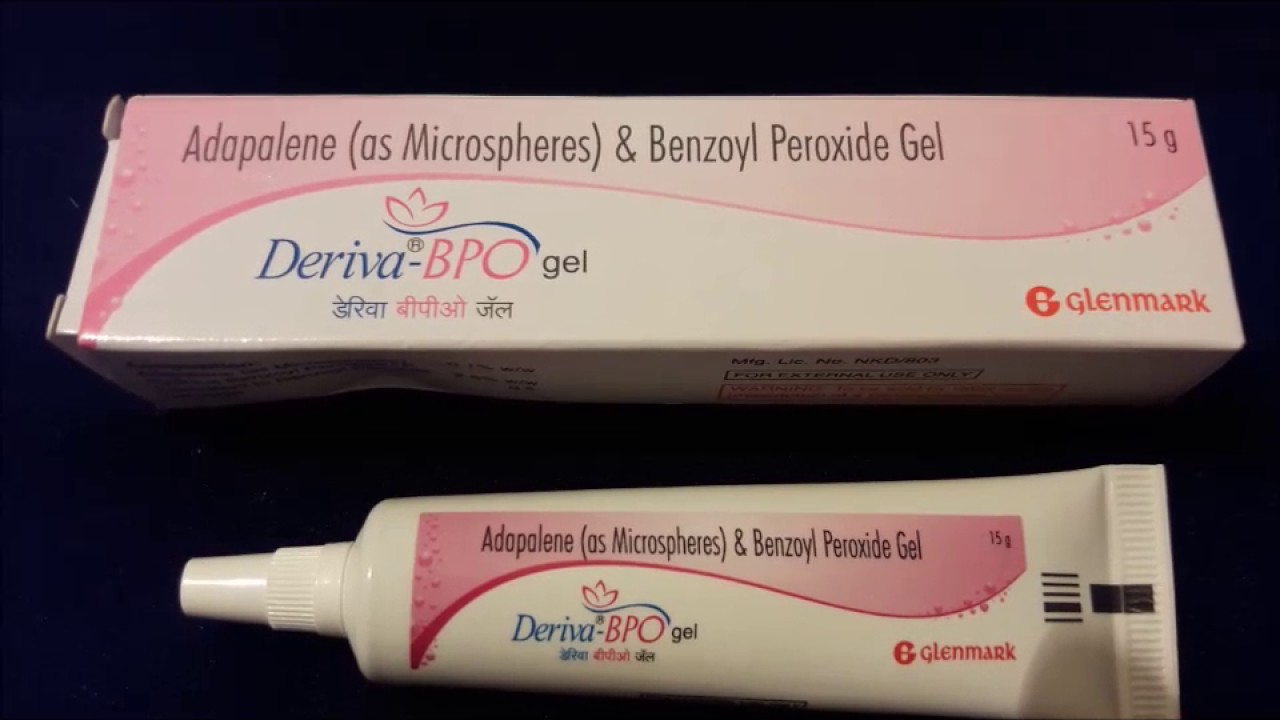 Adapalene (as Microspheres) & Benzoyl Peroxide Gel
15 g
Deriva-®BPO gel
डेरिवा बीपीओ जॅल
GLENMARK
Mfg. Lic. No. NKD/803
FOR EXTERNAL USE ONLY
WARNING:
Adapalene (as Microspheres) & Benzoyl Peroxide Gel
15 g
Deriva-®BPO gel
डेरिवा बीपीओ जॅल
GLENMARK